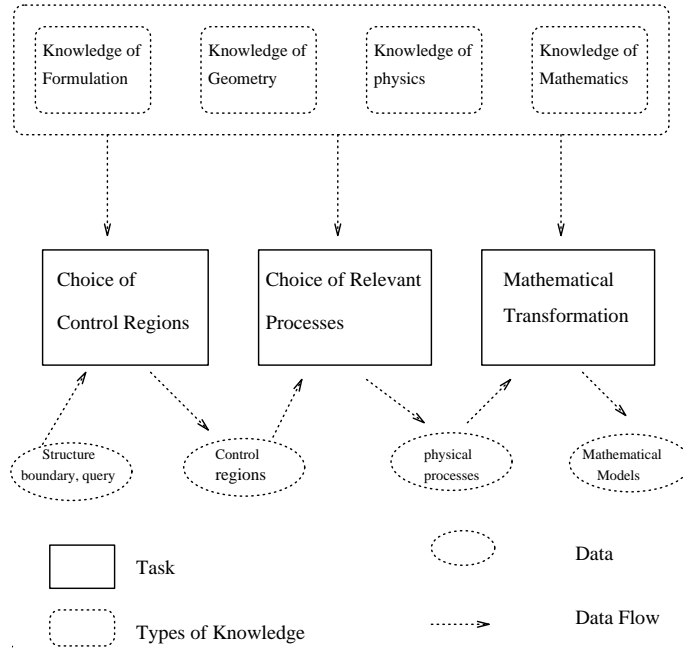 Knowledge of
Formulation
Knowledge of
Geometry
Knowledge of
physics
Knowledge of
Mathematics
Choice of
Control Regions
Choice of Relevant
Processes
Mathematical
Transformation
Structure
boundary, query
Control
regions
physical
processes
Mathematical
Models
Task
Data
Types of Knowledge
Data Flow